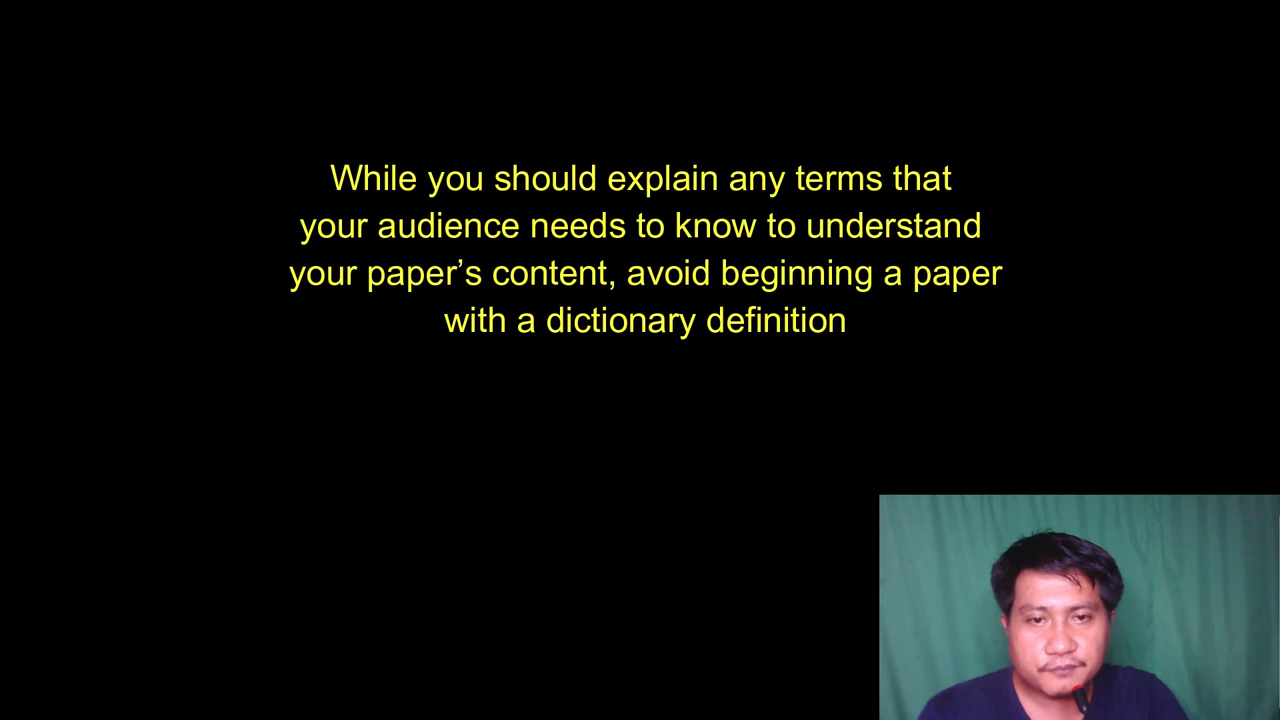 While you should explain any terms that
your audience needs to know to understand
your paper’s content, avoid beginning a paper
with a dictionary definition